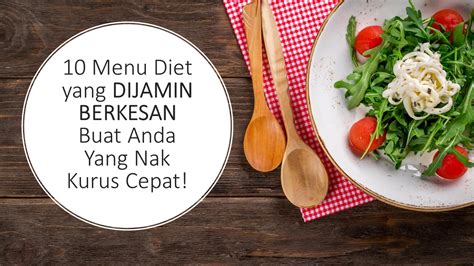 10 Menu Diet
yang DIJAMIN
BERKESAN
Buat Anda
Yang Nak
Kurus Cepat!